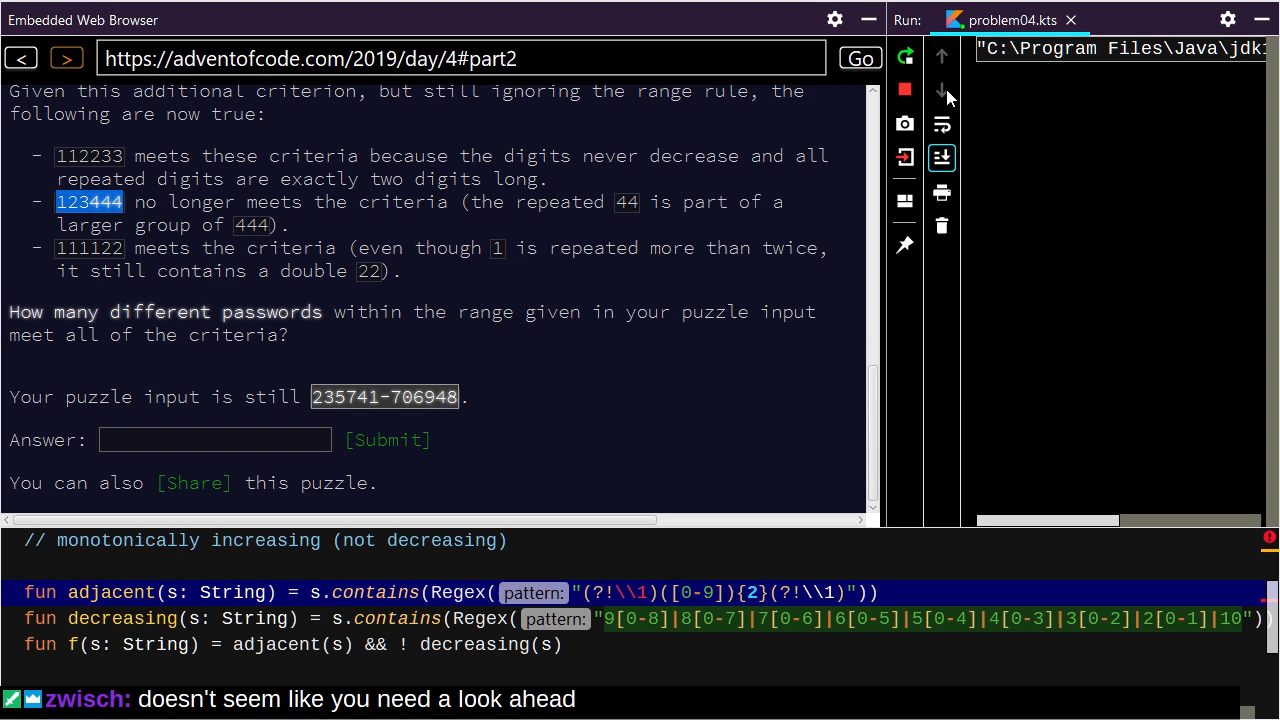 Embedded Web Browser
Run: problem04.kts
< > https://adventofcode.com/2019/day/4#part2 Go
"C:\Program Files\Java\jdk1
Given this additional criterion, but still ignoring the range rule, the
following are now true:
- 112233 meets these criteria because the digits never decrease and all
repeated digits are exactly two digits long.
- 123444 no longer meets the criteria (the repeated 44 is part of a
larger group of 444).
- 111122 meets the criteria (even though 1 is repeated more than twice,
it still contains a double 22).
How many different passwords within the range given in your puzzle input
meet all of the criteria?
Your puzzle input is still 235741-706948.
Answer: [Submit]
You can also [Share] this puzzle.
// monotonically increasing (not decreasing)
fun adjacent(s: String) = s.contains(Regex( pattern: "(?!\\1)([0-9]){2}(?!\\1)"))
fun decreasing(s: String) = s.contains(Regex( pattern: "9[0-8]|8[0-7]|7[0-6]|6[0-5]|5[0-4]|4[0-3]|3[0-2]|2[0-1]|10"))
fun f(s: String) = adjacent(s) && ! decreasing(s)
zwisch: doesn't seem like you need a look ahead